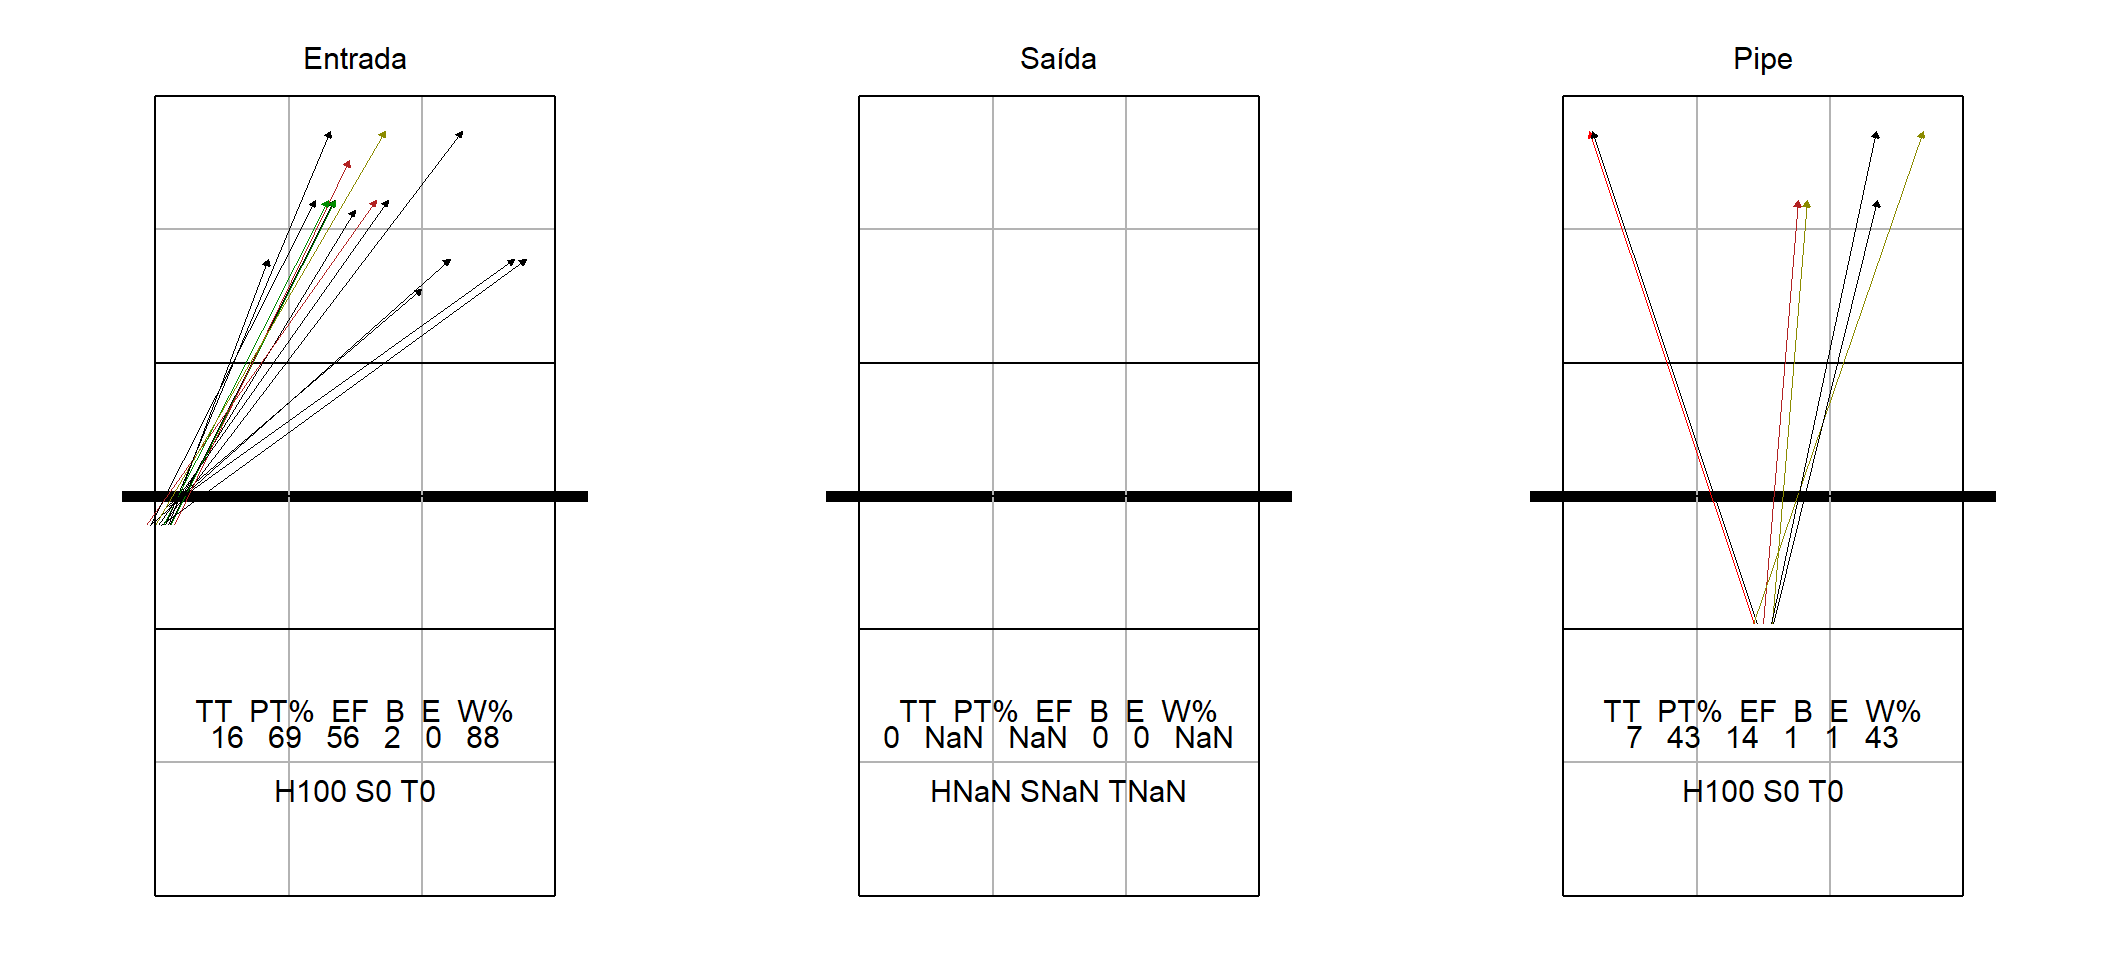 Entrada
TT PT% EF B E W%
16 69 56 2 0 88
H100 S0 T0
Saída
TT PT% EF B E W%
0 NaN NaN 0 0 NaN
HNaN SNaN TNaN
Pipe
TT PT% EF B E W%
7 43 14 1 1 43
H100 S0 T0